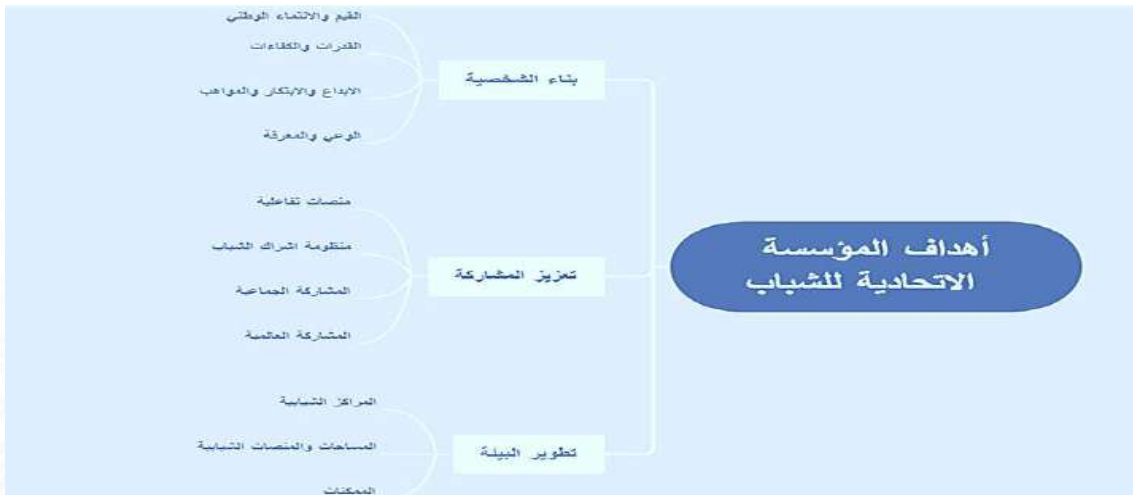 أهداف المؤسسة
الاتحادية للشباب
بناء الشخصية
القيم والانتماء الوطني
القدرات والكفاءات
الابداع والابتكار والمواهب
الوعي والمعرفة
تعزيز المشاركة
منصات تفاعلية
منظومة اشراك الشباب
المشاركة الجماعية
المشاركة العالمية
تطوير البيئة
المراكز الشبابية
المساحات والمنصات الشبابية
الممكنات